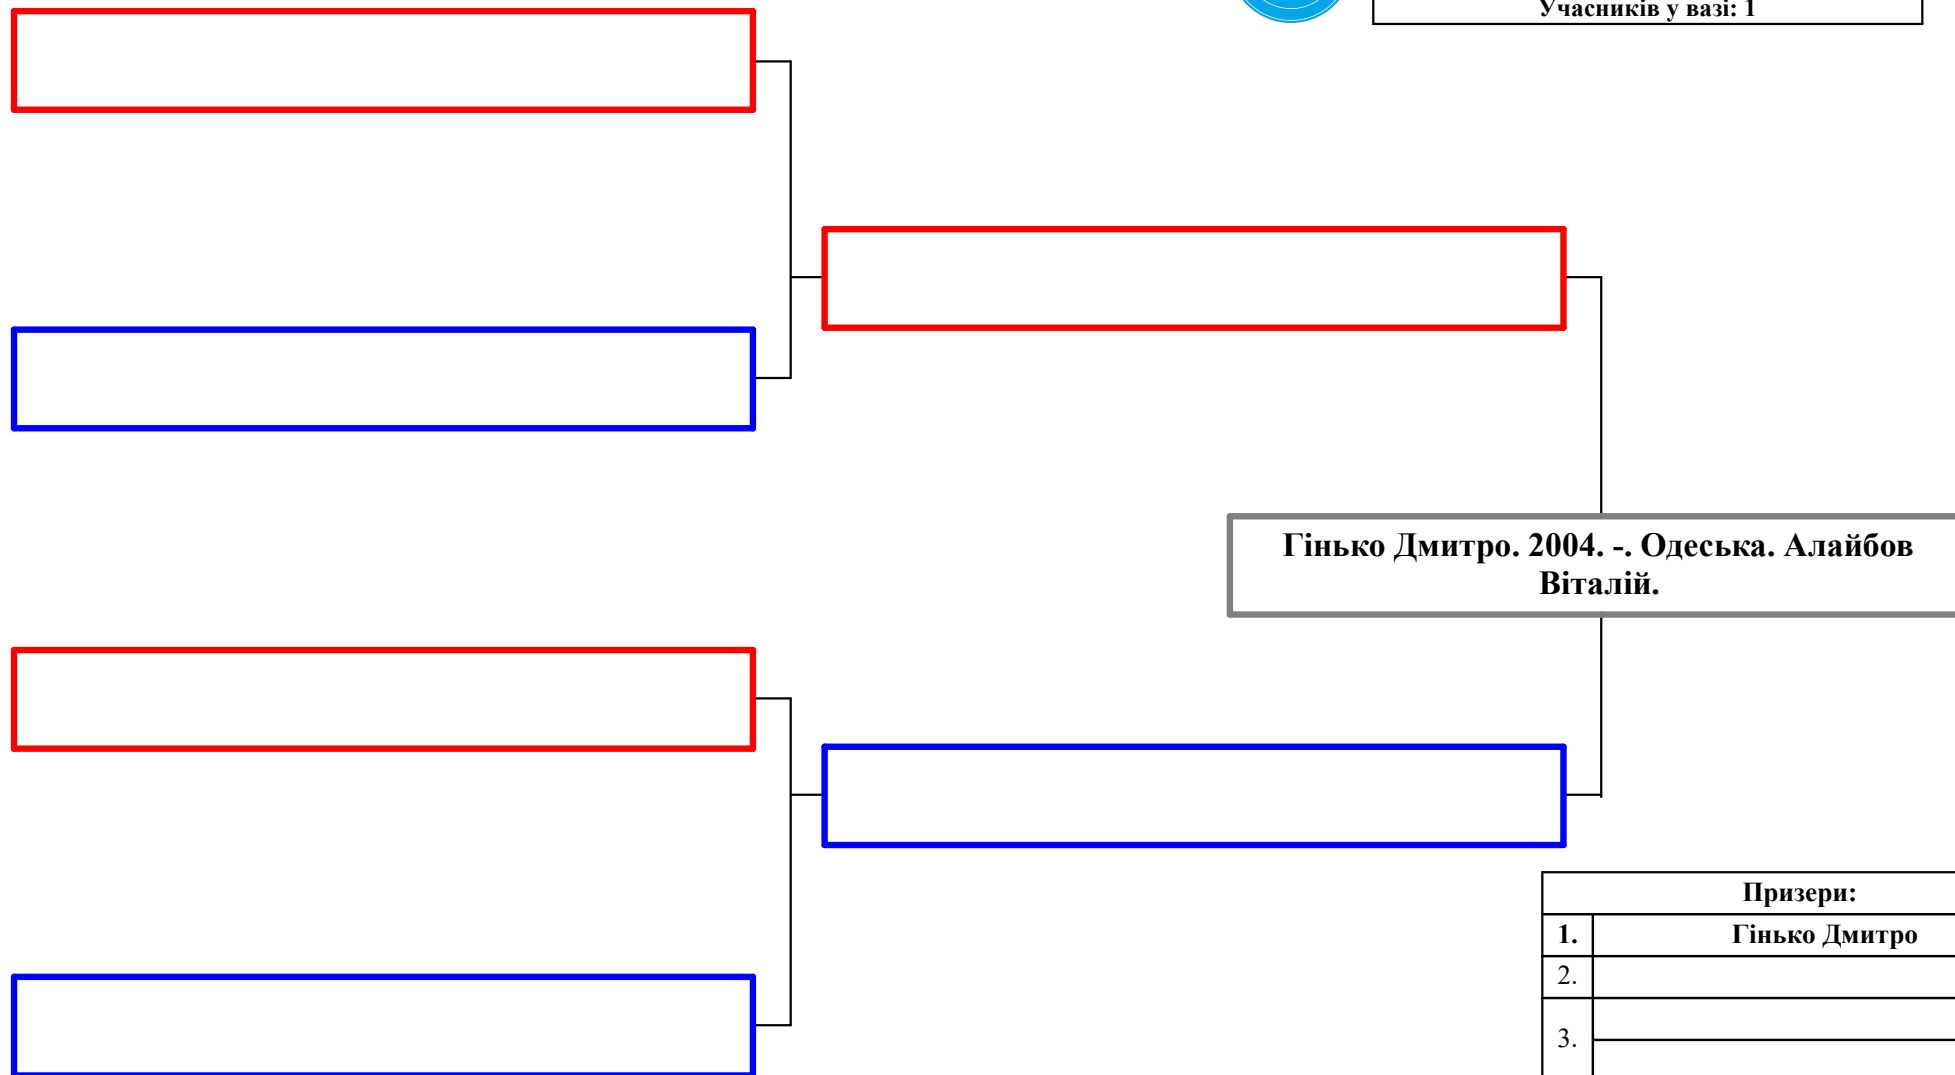 Учасників у вазі: 1
Гінько Дмитро. 2004. -. Одеська. Алайбов
Віталій.
Призери:
1. Гінько Дмитро
2.
3.